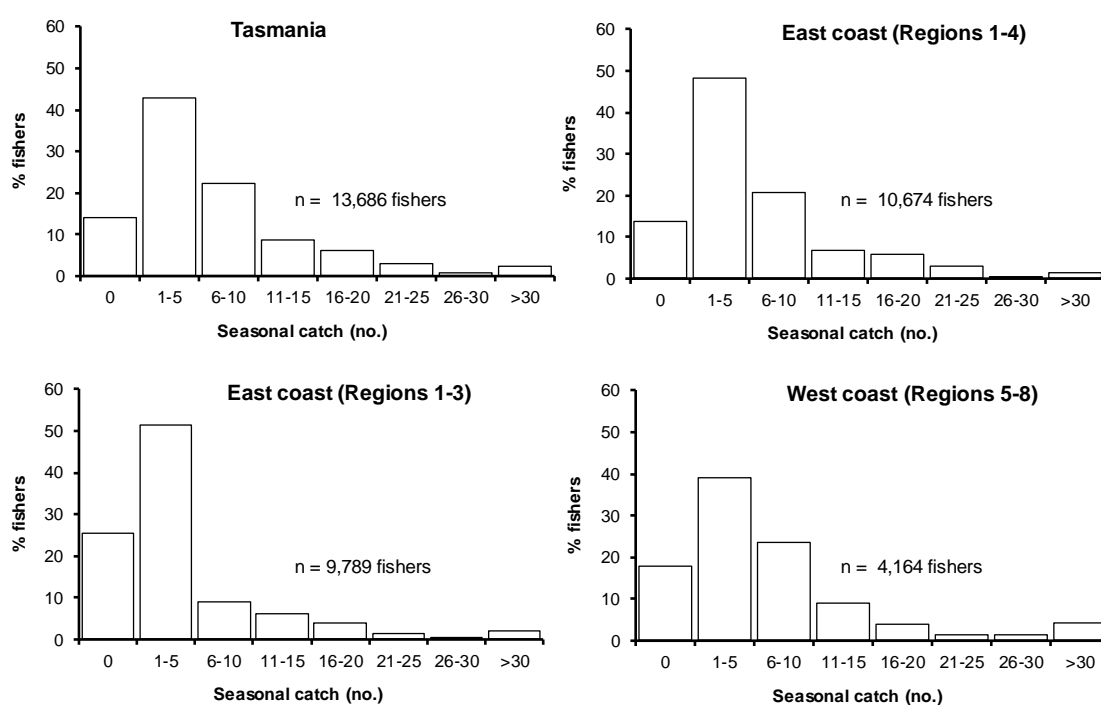 Tasmania
60
50
40
30
20
10
0
% fishers
n = 13,686 fishers
0 1-5 6-10 11-15 16-20 21-25 26-30 >30
Seasonal catch (no.)
East coast (Regions 1-4)
60
50
40
30
20
10
0
% fishers
n = 10,674 fishers
0 1-5 6-10 11-15 16-20 21-25 26-30 >30
Seasonal catch (no.)
East coast (Regions 1-3)
60
50
40
30
20
10
0
% fishers
n = 9,789 fishers
0 1-5 6-10 11-15 16-20 21-25 26-30 >30
Seasonal catch (no.)
West coast (Regions 5-8)
60
50
40
30
20
10
0
% fishers
n = 4,164 fishers
0 1-5 6-10 11-15 16-20 21-25 26-30 >30
Seasonal catch (no.)